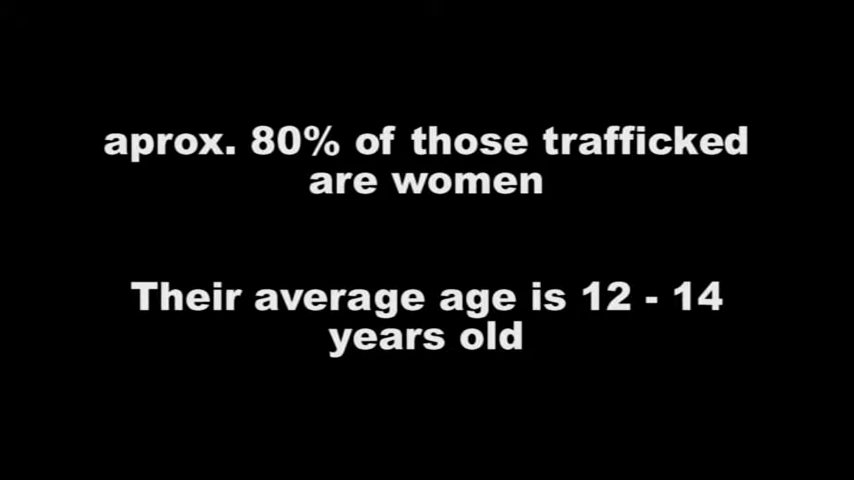 aprox. 80% of those trafficked
are women
Their average age is 12 - 14
years old